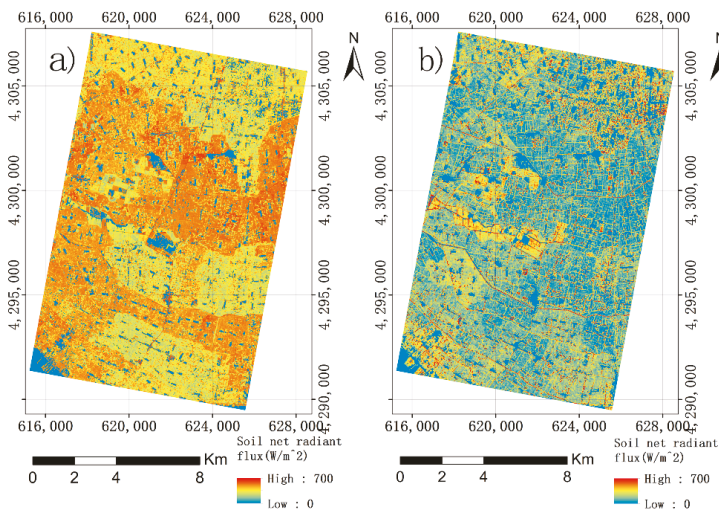 616,000 620,000 624,000 628,000
a)
N
4,305,000
4,300,000
4,295,000
4,290,000
616,000 620,000 624,000 628,000
Km
0 2 4 8
Soil net radiant
flux(W/m^2)
High : 700
Low : 0
616,000 620,000 624,000 628,000
b)
N
4,305,000
4,300,000
4,295,000
4,290,000
616,000 620,000 624,000 628,000
Km
0 2 4 8
Soil net radiant
flux(W/m^2)
High : 700
Low : 0